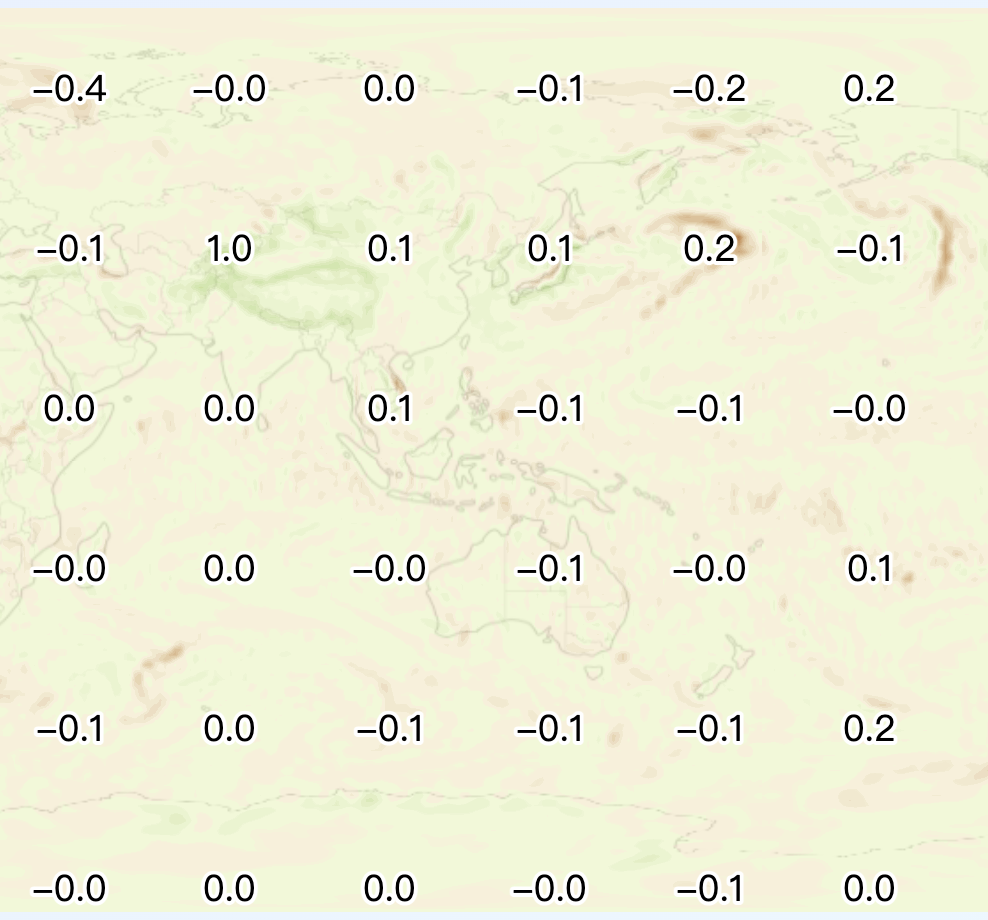 −0.4 −0.0 0.0 −0.1 −0.2 0.2
−0.1 1.0 0.1 0.1 0.2 −0.1
0.0 0.0 0.1 −0.1 −0.1 −0.0
−0.0 0.0 −0.0 −0.1 −0.0 0.1
−0.1 0.0 −0.1 −0.1 −0.1 0.2
−0.0 0.0 0.0 −0.0 −0.1 0.0